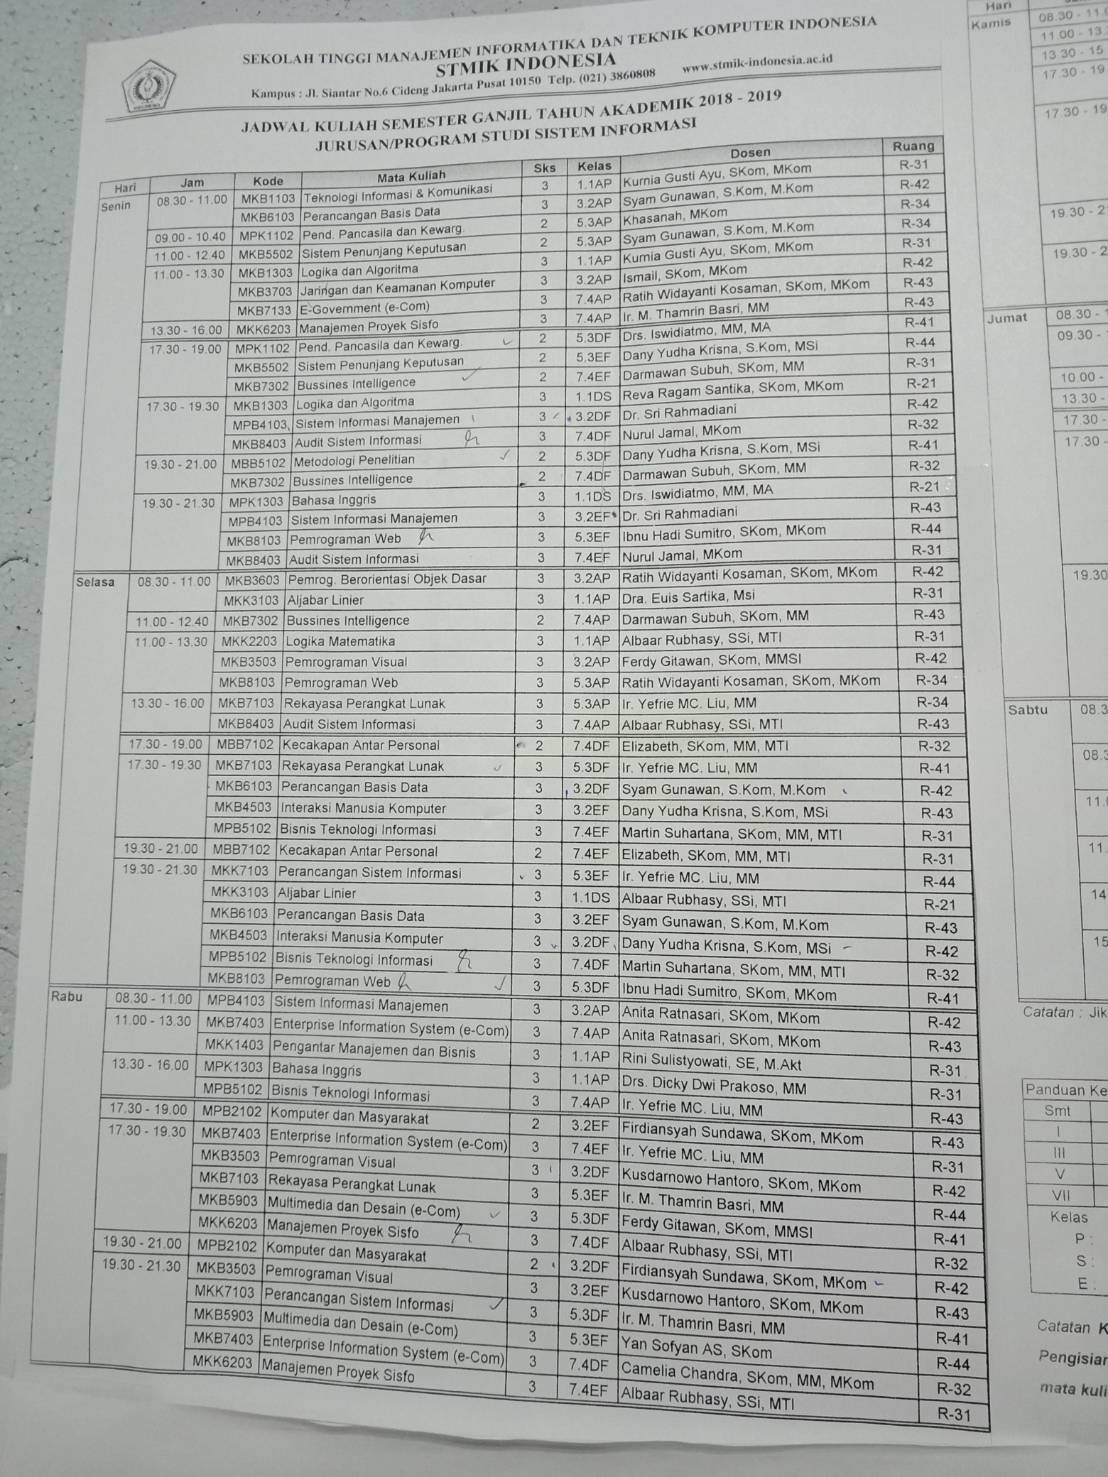 SEKOLAH TINGGI MANAJEMEN INFORMATIKA DAN TEKNIK KOMPUTER INDONESIA
STMIK INDONESIA
Kampus : Jl. Siantar No.6 Cideng Jakarta Pusat 10150 Telp. (021) 3860808 www.stmik-indonesia.ac.id
JADWAL KULIAH SEMESTER GANJIL TAHUN AKADEMIK 2018 - 2019
JURUSAN/PROGRAM STUDI SISTEM INFORMASI
Hari Jam Kode Mata Kuliah Sks Kelas Dosen Ruang
Senin 08.30 - 11.00 MKB1103 Teknologi Informasi & Komunikasi 3 1.1AP Kurnia Gusti Ayu, SKom, MKom R-31
MKB6103 Perancangan Basis Data 3 3.2AP Syam Gunawan, S.Kom, M.Kom R-42
09.00 - 10.40 MPK1102 Pend. Pancasila dan Kewarg. 2 5.3AP Khasanah, MKom R-34
11.00 - 12.40 MKB5502 Sistem Penunjang Keputusan 2 5.3AP Syam Gunawan, S.Kom, M.Kom R-34
11.00 - 13.30 MKB1303 Logika dan Algoritma 3 1.1AP Kurnia Gusti Ayu, SKom, MKom R-31
MKB3703 Jaringan dan Keamanan Komputer 3 3.2AP Ismail, SKom, MKom R-42
MKB7133 E-Government (e-Com) 3 7.4AP Ratih Widayanti Kosaman, SKom, MKom R-43
13.30 - 16.00 MKK6203 Manajemen Proyek Sisfo 3 7.4AP Ir. M. Thamrin Basri, MM R-43
17.30 - 19.00 MPK1102 Pend. Pancasila dan Kewarg. 2 5.3DF Drs. Iswidiatmo, MM, MA R-41
MKB5502 Sistem Penunjang Keputusan 2 5.3EF Dany Yudha Krisna, S.Kom, MSi R-44
MKB7302 Bussines Intelligence 2 7.4EF Darmawan Subuh, SKom, MM R-31
17.30 - 19.30 MKB1303 Logika dan Algoritma 3 1.1DS Reva Ragam Santika, SKom, MKom R-21
MPB4103 Sistem Informasi Manajemen 3 3.2DF Dr. Sri Rahmadiani R-42
MKB8403 Audit Sistem Informasi 3 7.4DF Nurul Jamal, MKom R-32
19.30 - 21.00 MBB5102 Metodologi Penelitian 2 5.3DF Dany Yudha Krisna, S.Kom, MSi R-41
MKB7302 Bussines Intelligence 2 7.4DF Darmawan Subuh, SKom, MM R-32
19.30 - 21.30 MPK1303 Bahasa Inggris 3 1.1DS Drs. Iswidiatmo, MM, MA R-21
MPB4103 Sistem Informasi Manajemen 3 3.2EF Dr. Sri Rahmadiani R-43
MKB8103 Pemrograman Web 3 5.3EF Ibnu Hadi Sumitro, SKom, MKom R-44
MKB8403 Audit Sistem Informasi 3 7.4EF Nurul Jamal, MKom R-31
Selasa 08.30 - 11.00 MKB3603 Pemrog. Berorientasi Objek Dasar 3 3.2AP Ratih Widayanti Kosaman, SKom, MKom R-42
MKK3103 Aljabar Linier 3 1.1AP Dra. Euis Sartika, Msi R-31
11.00 - 12.40 MKB7302 Bussines Intelligence 2 7.4AP Darmawan Subuh, SKom, MM R-43
11.00 - 13.30 MKK2203 Logika Matematika 3 1.1AP Albaar Rubhasy, SSi, MTI R-31
MKB3503 Pemrograman Visual 3 3.2AP Ferdy Gitawan, SKom, MMSI R-42
MKB8103 Pemrograman Web 3 5.3AP Ratih Widayanti Kosaman, SKom, MKom R-34
13.30 - 16.00 MKB7103 Rekayasa Perangkat Lunak 3 5.3AP Ir. Yefrie MC. Liu, MM R-34
MKB8403 Audit Sistem Informasi 3 7.4AP Albaar Rubhasy, SSi, MTI R-43
17.30 - 19.00 MBB7102 Kecakapan Antar Personal 2 7.4DF Elizabeth, SKom, MM, MTI R-32
17.30 - 19.30 MKB7103 Rekayasa Perangkat Lunak 3 5.3DF Ir. Yefrie MC. Liu, MM R-41
MKB6103 Perancangan Basis Data 3 3.2DF Syam Gunawan, S.Kom, M.Kom R-42
MKB4503 Interaksi Manusia Komputer 3 3.2EF Dany Yudha Krisna, S.Kom, MSi R-43
MPB5102 Bisnis Teknologi Informasi 3 7.4EF Martin Suhartana, SKom, MM, MTI R-31
19.30 - 21.00 MBB7102 Kecakapan Antar Personal 2 7.4EF Elizabeth, SKom, MM, MTI R-31
19.30 - 21.30 MKK7103 Perancangan Sistem Informasi 3 5.3EF Ir. Yefrie MC. Liu, MM R-44
MKK3103 Aljabar Linier 3 1.1DS Albaar Rubhasy, SSi, MTI R-21
MKB6103 Perancangan Basis Data 3 3.2EF Syam Gunawan, S.Kom, M.Kom R-43
MKB4503 Interaksi Manusia Komputer 3 3.2DF Dany Yudha Krisna, S.Kom, MSi R-42
MPB5102 Bisnis Teknologi Informasi 3 7.4DF Martin Suhartana, SKom, MM, MTI R-32
MKB8103 Pemrograman Web 3 5.3DF Ibnu Hadi Sumitro, SKom, MKom R-41
Rabu 08.30 - 11.00 MPB4103 Sistem Informasi Manajemen 3 3.2AP Anita Ratnasari, SKom, MKom R-42
11.00 - 13.30 MKB7403 Enterprise Information System (e-Com) 3 7.4AP Anita Ratnasari, SKom, MKom R-43
MKK1403 Pengantar Manajemen dan Bisnis 3 1.1AP Rini Sulistyowati, SE, M.Akt R-31
13.30 - 16.00 MPK1303 Bahasa Inggris 3 1.1AP Drs. Dicky Dwi Prakoso, MM R-31
MPB5102 Bisnis Teknologi Informasi 3 7.4AP Ir. Yefrie MC. Liu, MM R-43
17.30 - 19.00 MPB2102 Komputer dan Masyarakat 2 3.2EF Firdiansyah Sundawa, SKom, MKom R-43
17.30 - 19.30 MKB7403 Enterprise Information System (e-Com) 3 7.4EF Ir. Yefrie MC. Liu, MM R-31
MKB3503 Pemrograman Visual 3 3.2DF Kusdarnowo Hantoro, SKom, MKom R-42
MKB7103 Rekayasa Perangkat Lunak 3 5.3EF Ir. M. Thamrin Basri, MM R-44
MKB5903 Multimedia dan Desain (e-Com) 3 5.3DF Ferdy Gitawan, SKom, MMSI R-41
MKK6203 Manajemen Proyek Sisfo 3 7.4DF Albaar Rubhasy, SSi, MTI R-32
19.30 - 21.00 MPB2102 Komputer dan Masyarakat 2 3.2DF Firdiansyah Sundawa, SKom, MKom R-42
19.30 - 21.30 MKB3503 Pemrograman Visual 3 3.2EF Kusdarnowo Hantoro, SKom, MKom R-43
MKK7103 Perancangan Sistem Informasi 3 5.3DF Ir. M. Thamrin Basri, MM R-41
MKB5903 Multimedia dan Desain (e-Com) 3 5.3EF Yan Sofyan AS, SKom R-44
MKB7403 Enterprise Information System (e-Com) 3 7.4DF Camelia Chandra, SKom, MM, MKom R-32
MKK6203 Manajemen Proyek Sisfo 3 7.4EF Albaar Rubhasy, SSi, MTI R-31
Hari
Kamis 08.30 - 11.0
11.00 - 13.
13.30 - 15
17.30 - 19
17.30 - 19
19.30 - 2
19.30 - 2
Jumat 08.30 - 1
09.30 -
10.00 -
13.30 -
17.30 -
17.30 -
19.30
Sabtu 08.3
08.3
11.
11.
14
15
Catatan : Jik
Panduan Ke
Smt
I
III
V
VII
Kelas
P :
S :
E :
Catatan K
Pengisian
mata kuli